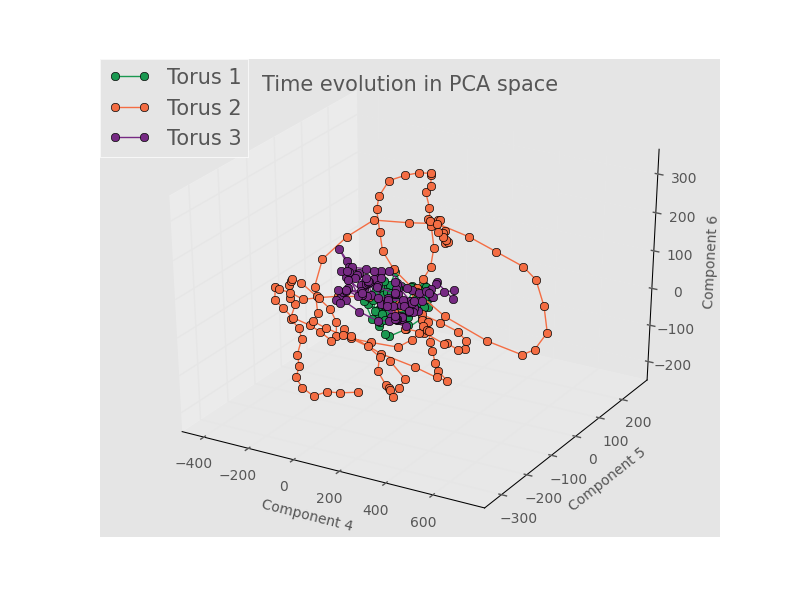 Torus 1
Torus 2
Torus 3
Time evolution in PCA space
300
200
100
0
−100
−200
Component 6
−400
−200
0
200
400
600
Component 4
200
100
0
−100
−200
−300
Component 5